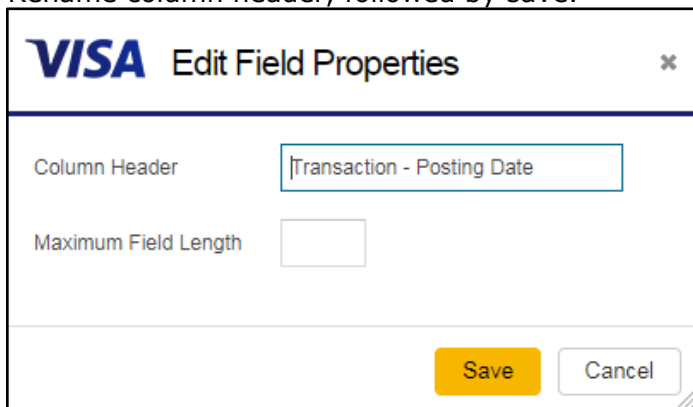 Rename column header, followed by save.
VISA Edit Field Properties ×
Column Header Transaction - Posting Date
Maximum Field Length
Save Cancel